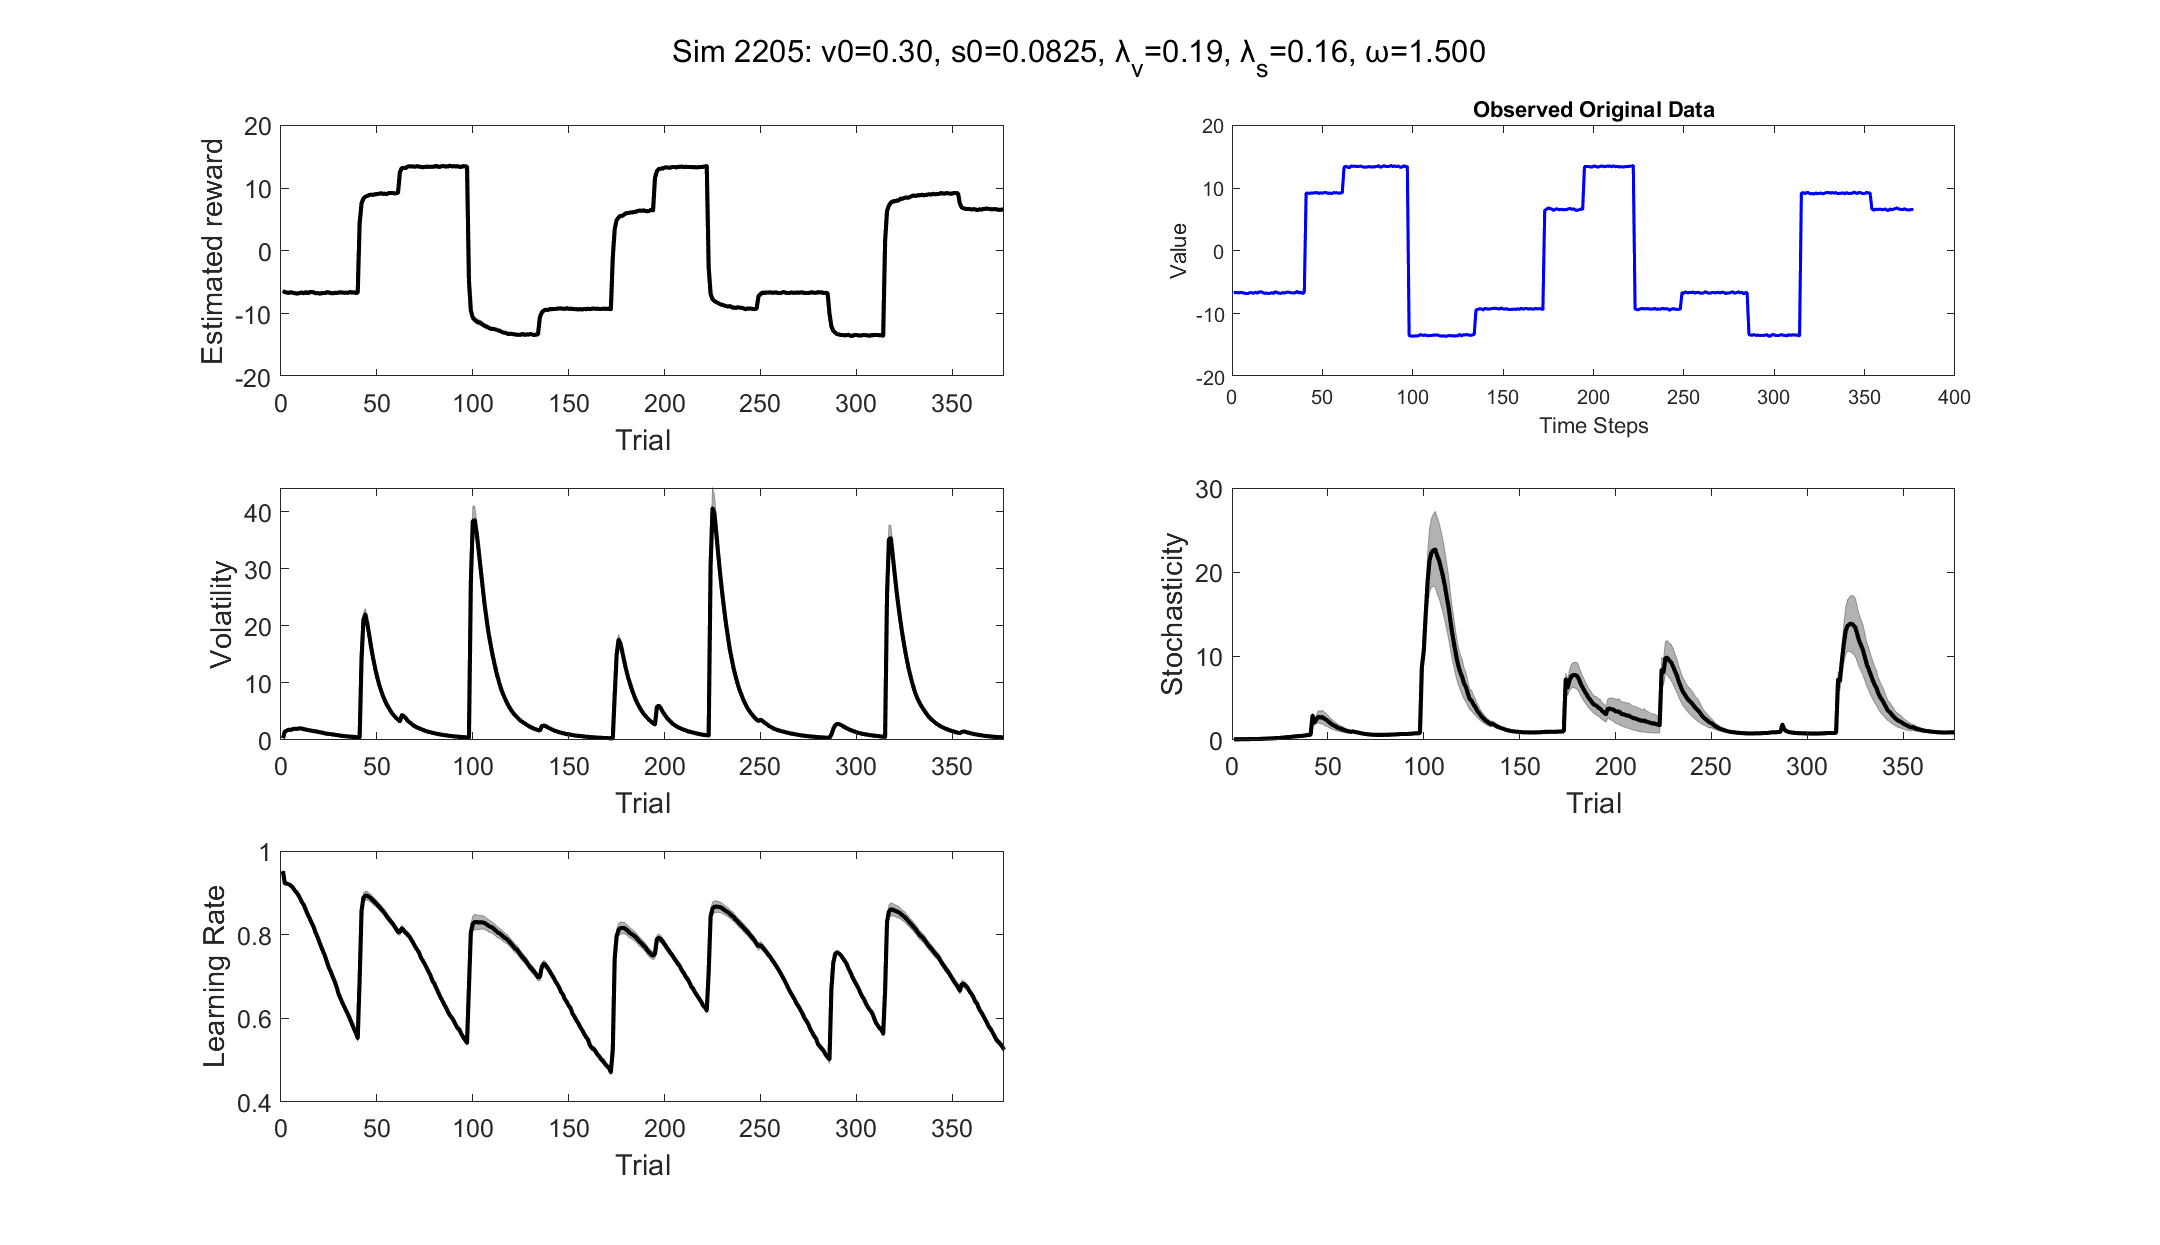 Sim 2205: v0=0.30, s0=0.0825, λv=0.19, λs=0.16, ω=1.500
Estimated reward
20
10
0
-10
-20
0 50 100 150 200 250 300 350
Trial
Observed Original Data
Value
20
10
0
-10
-20
0 50 100 150 200 250 300 350 400
Time Steps
Volatility
40
30
20
10
0
0 50 100 150 200 250 300 350
Trial
Stochasticity
30
20
10
0
0 50 100 150 200 250 300 350
Trial
Learning Rate
1
0.8
0.6
0.4
0 50 100 150 200 250 300 350
Trial